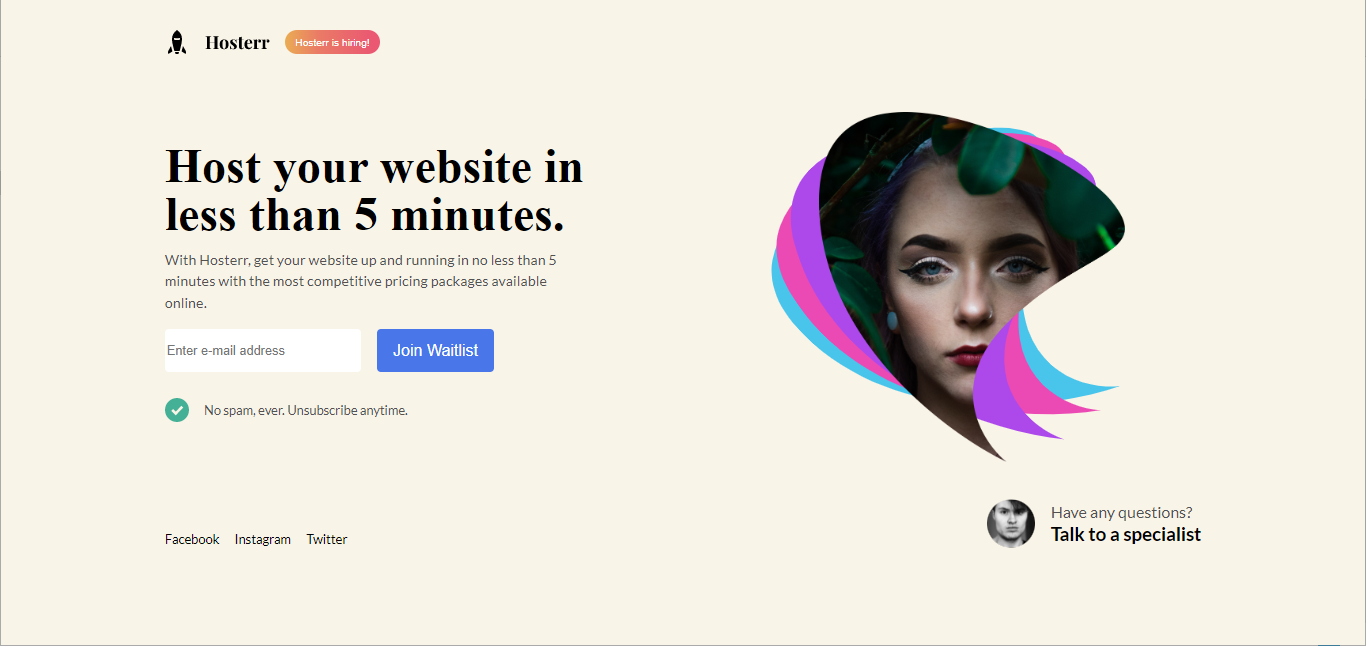 Hosterr
Hosterr is hiring!
Host your website in
less than 5 minutes.
With Hosterr, get your website up and running in no less than 5
minutes with the most competitive pricing packages available
online.
Enter e-mail address
Join Waitlist
No spam, ever. Unsubscribe anytime.
Have any questions?
Talk to a specialist
Facebook
Instagram
Twitter